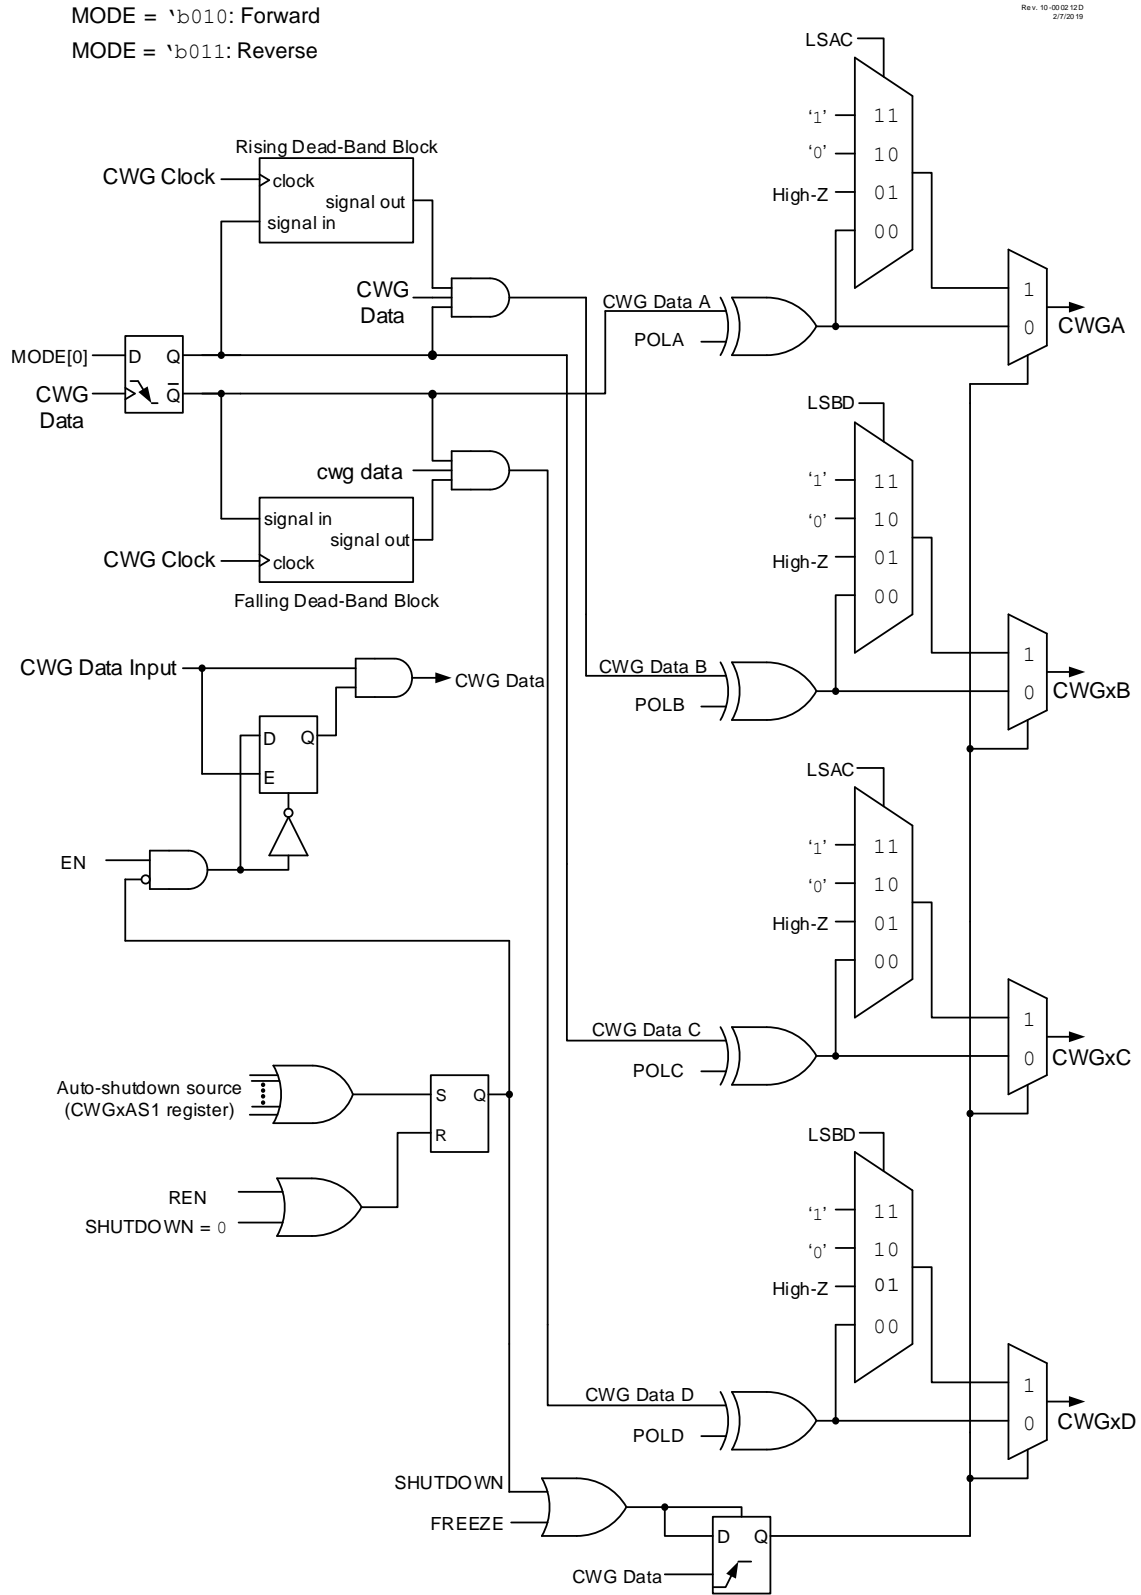 MODE = ‘b010: Forward
MODE = ‘b011: Reverse
Rev. 10-000212D
2/7/2019
LSAC
‘1’
11
‘0’
10
High-Z
01
00
Rising Dead-Band Block
CWG Clock
clock
signal out
signal in
CWG
Data
CWG Data A
POLA
1
0
CWGA
MODE[0]
D
Q
CWG
Data
Q
LSBD
‘1’
11
‘0’
10
High-Z
01
00
cwg data
signal in
signal out
CWG Clock
clock
Falling Dead-Band Block
CWG Data Input
CWG Data
CWG Data B
POLB
1
0
CWGxB
D
Q
E
EN
LSAC
‘1’
11
‘0’
10
High-Z
01
00
CWG Data C
POLC
1
0
CWGxC
Auto-shutdown source
(CWGxAS1 register)
S
Q
R
REN
SHUTDOWN = 0
LSBD
‘1’
11
‘0’
10
High-Z
01
00
CWG Data D
POLD
1
0
CWGxD
SHUTDOWN
FREEZE
D
Q
CWG Data